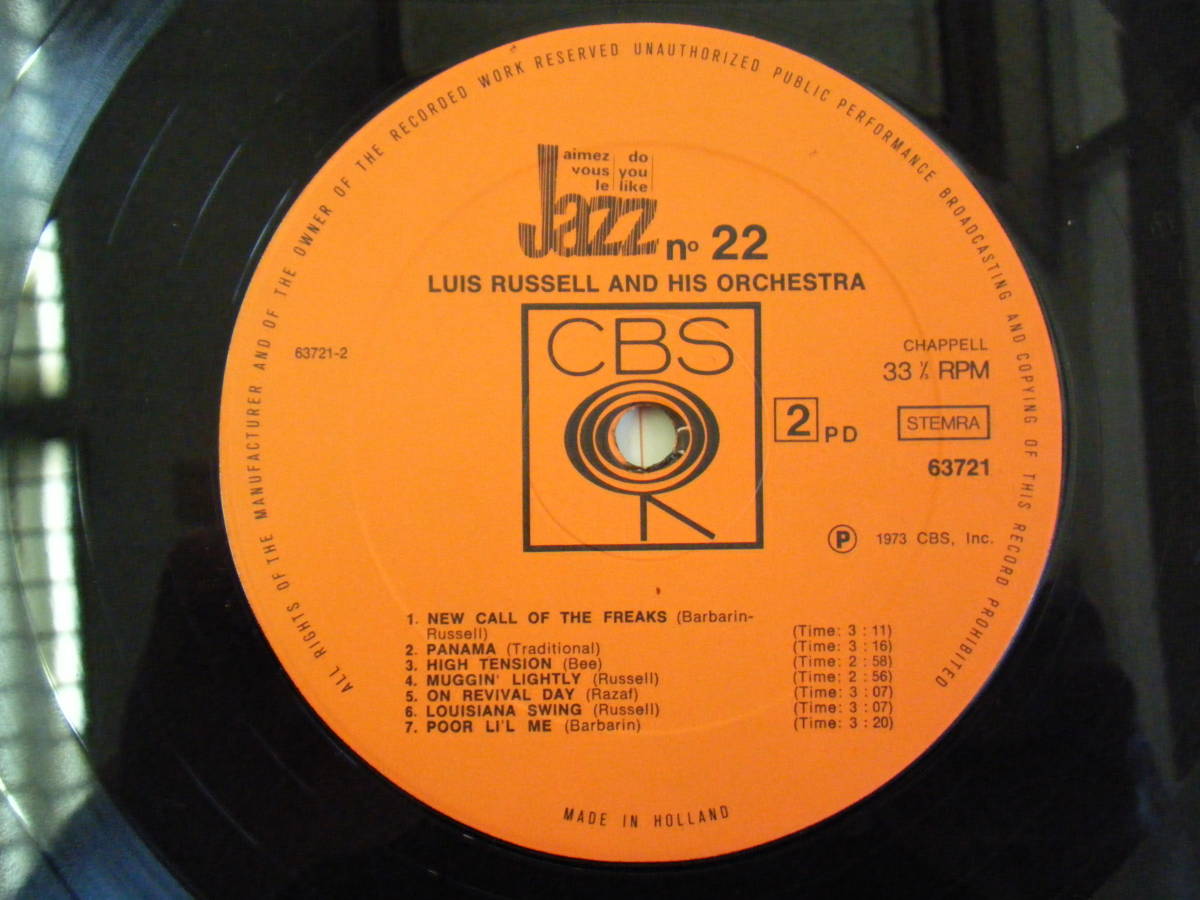 ALL RIGHTS OF THE MANUFACTURER AND OF THE OWNER OF THE RECORDED WORK RESERVED UNAUTHORIZED PUBLIC PERFORMANCE BROADCASTING AND COPYING OF THIS RECORD PROHIBITED
aimez do
vous you
le like
Jazz nº 22
LUIS RUSSELL AND HIS ORCHESTRA
CBS
63721-2
CHAPPELL
33 ⅓ RPM
2 PD
STEMRA
63721
Ⓟ 1973 CBS, Inc.
1. NEW CALL OF THE FREAKS (Barbarin-
Russell) (Time: 3 : 11)
2. PANAMA (Traditional) (Time: 3 : 16)
3. HIGH TENSION (Bee) (Time: 2 : 58)
4. MUGGIN' LIGHTLY (Russell) (Time: 2 : 56)
5. ON REVIVAL DAY (Razaf) (Time: 3 : 07)
6. LOUISIANA SWING (Russell) (Time: 3 : 07)
7. POOR LI'L ME (Barbarin) (Time: 3 : 20)
MADE IN HOLLAND